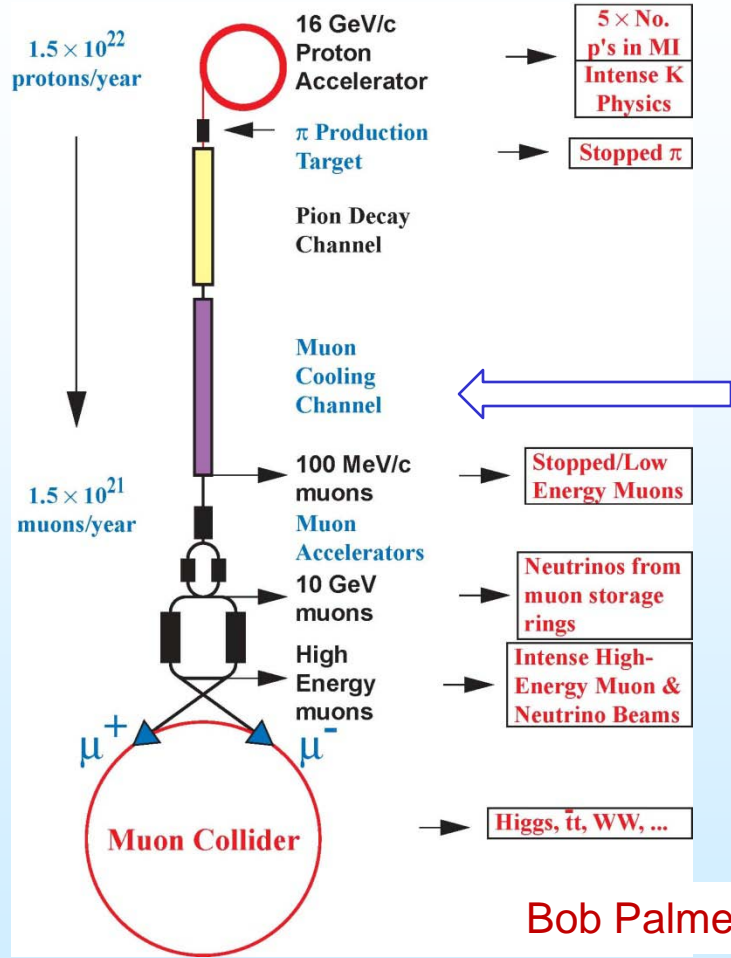 1.5 × 10²²
protons/year
16 GeV/c
Proton
Accelerator
5 × No.
p's in MI
Intense K
Physics
π Production
Target
Stopped π
Pion Decay
Channel
Muon
Cooling
Channel
1.5 × 10²¹
muons/year
100 MeV/c
muons
Stopped/Low
Energy Muons
Muon
Accelerators
10 GeV
muons
Neutrinos from
muon storage
rings
High
Energy
muons
Intense High-
Energy Muon &
Neutrino Beams
μ⁺
μ⁻
Muon Collider
Higgs, t̄t, WW, ...
Bob Palme